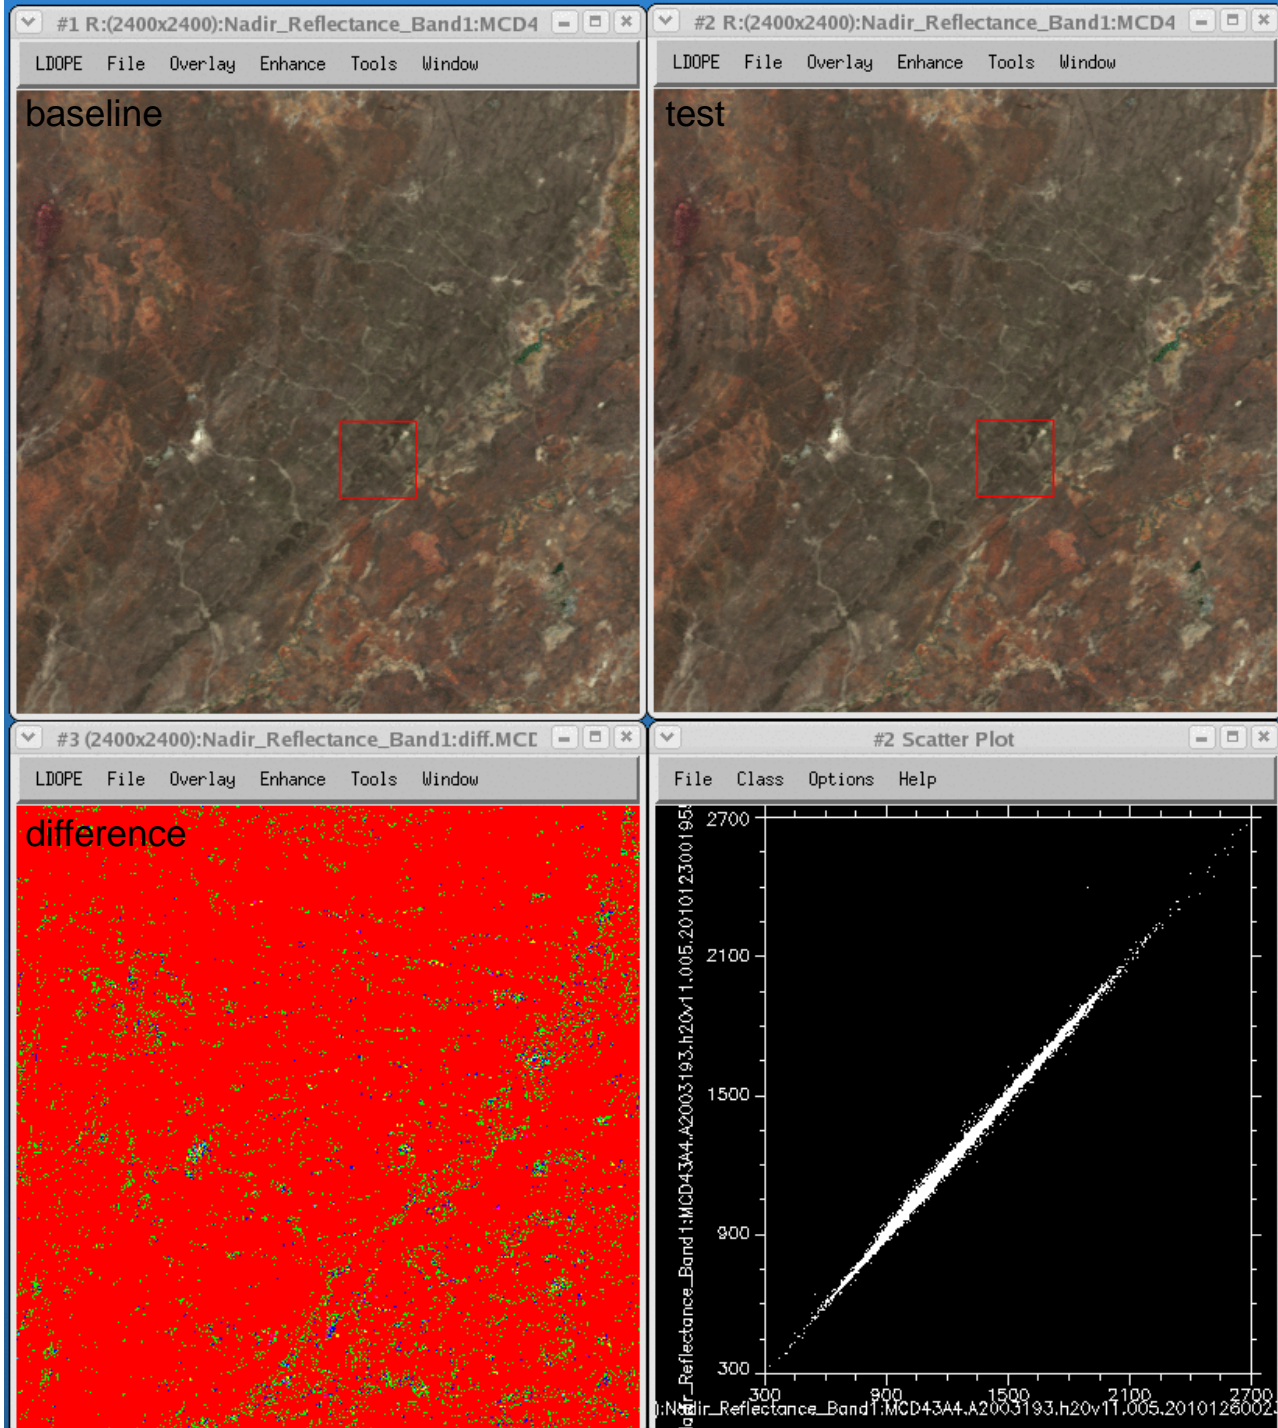 #1 R:(2400x2400):Nadir_Reflectance_Band1:MCD4
LDOPE File Overlay Enhance Tools Window
baseline
#2 R:(2400x2400):Nadir_Reflectance_Band1:MCD4
LDOPE File Overlay Enhance Tools Window
test
#3 (2400x2400):Nadir_Reflectance_Band1:diff.MCD
LDOPE File Overlay Enhance Tools Window
difference
#2 Scatter Plot
File Class Options Help
2700
2100
1500
900
300
300 900 1500 2100 2700
_Reflectance_Band1:MCD43A4.A2003193.h20v11.005.2010123001955
):Nadir_Reflectance_Band1:MCD43A4.A2003193.h20v11.005.2010126002